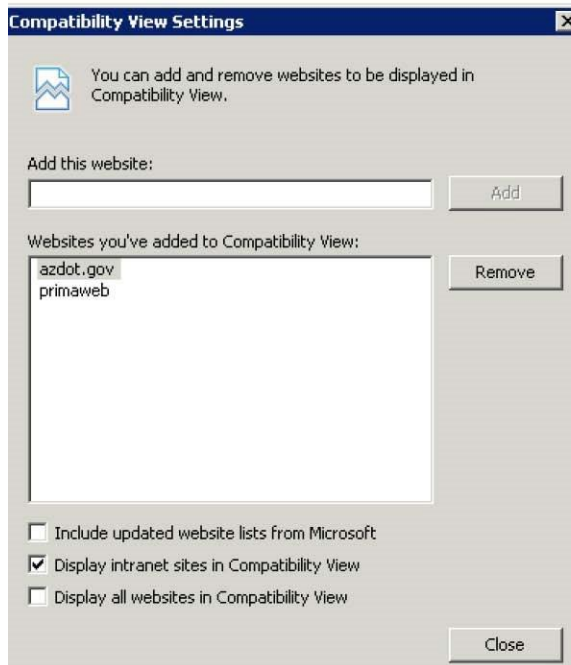 Compatibility View Settings
You can add and remove websites to be displayed in
Compatibility View.
Add this website:
Add
Websites you've added to Compatibility View:
azdot.gov
primaweb
Remove
Include updated website lists from Microsoft
Display intranet sites in Compatibility View
Display all websites in Compatibility View
Close